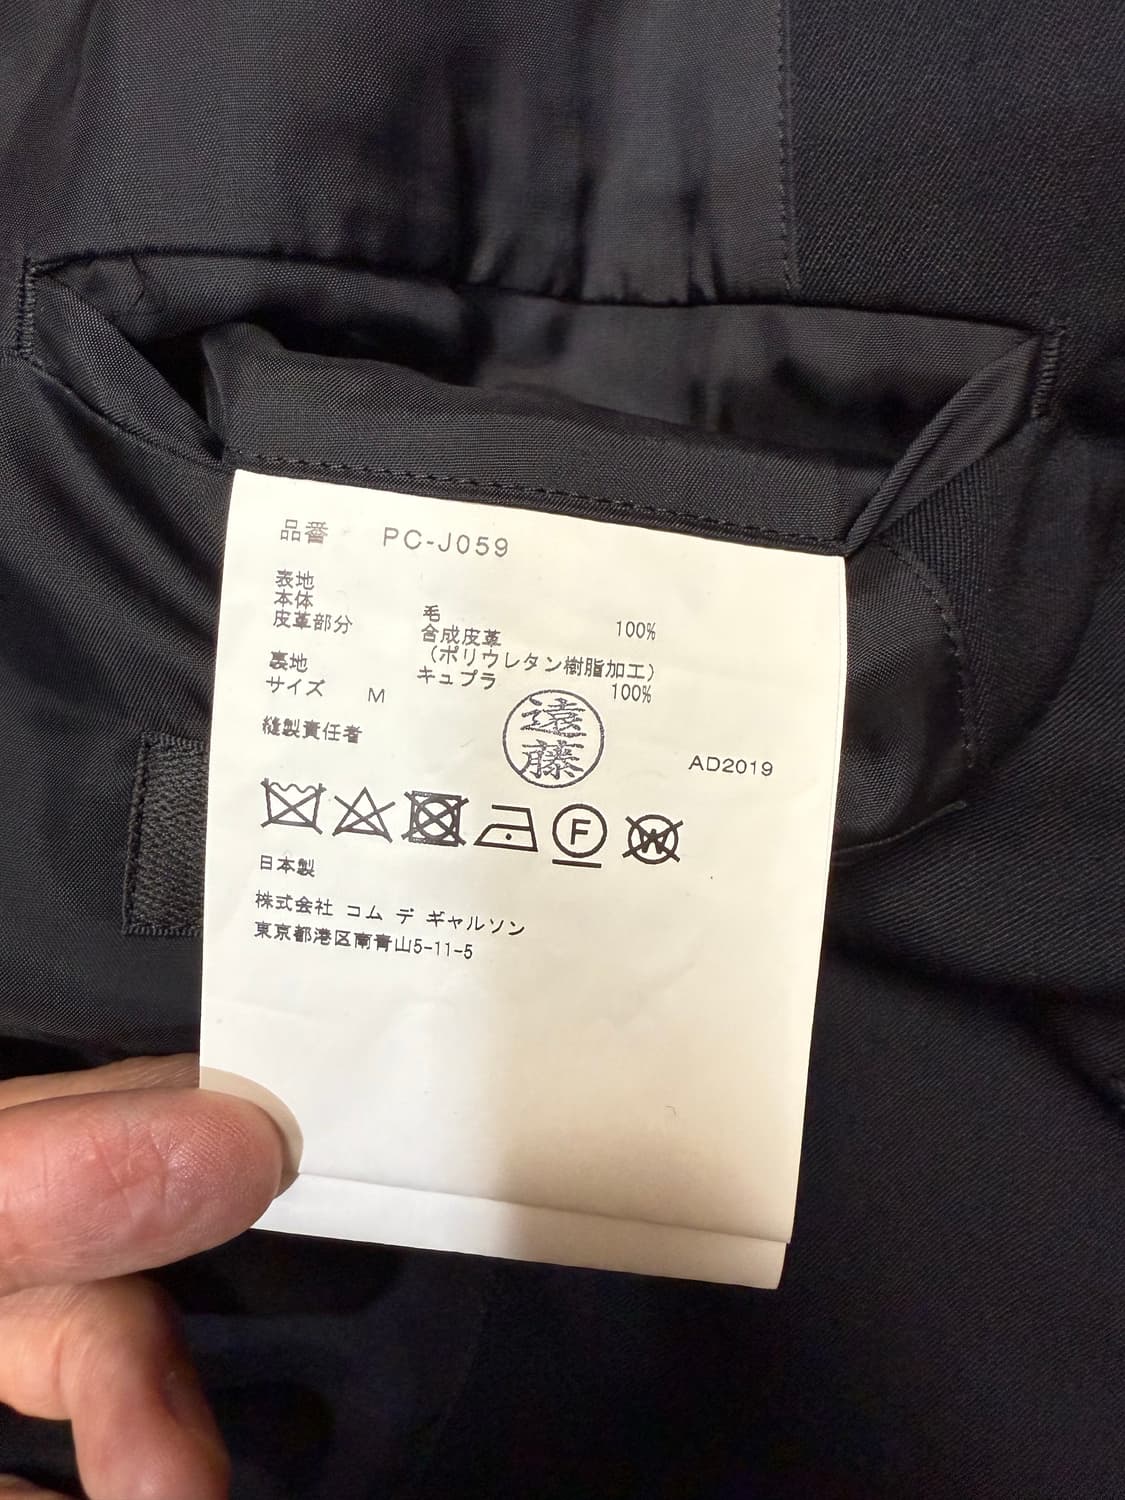 品番 PC-J059
表地
本体 毛 100%
皮革部分 合成皮革
(ポリウレタン樹脂加工)
裏地 キュプラ 100%
サイズ M
縫製責任者 遠藤 AD2019
F W
日本製
株式会社 コム デ ギャルソン
東京都港区南青山5-11-5